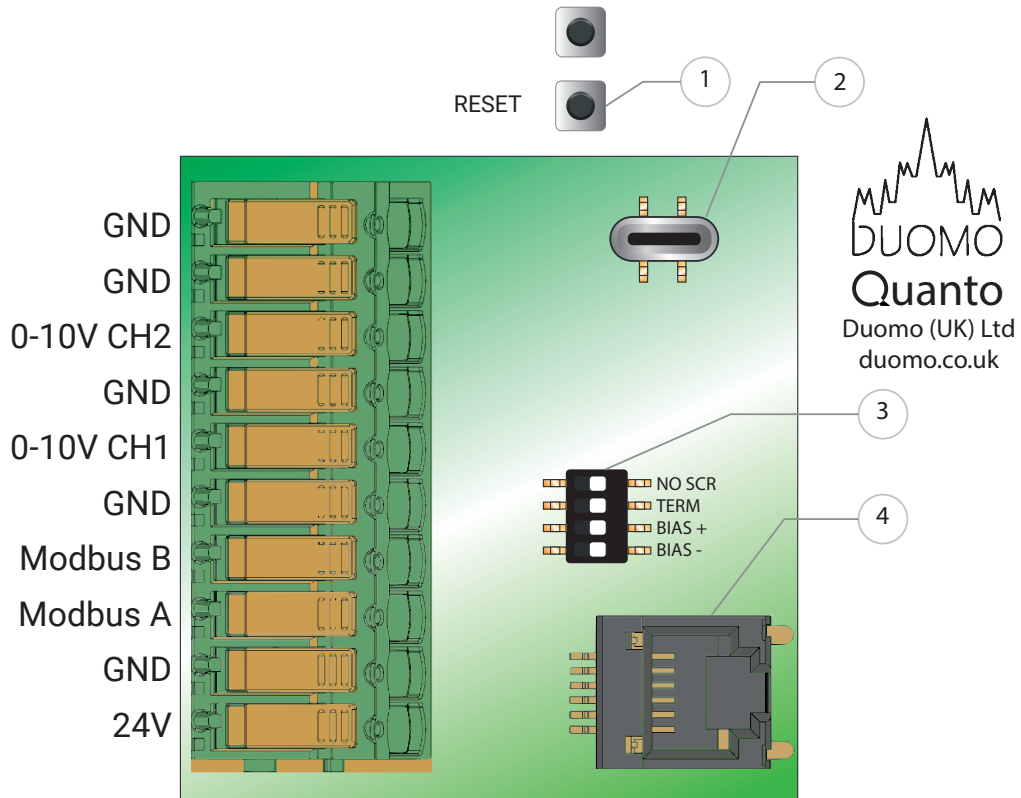 1
2
RESET
DUOMO
Quanto
Duomo (UK) Ltd
duomo.co.uk
GND
GND
0-10V CH2
GND
0-10V CH1
GND
Modbus B
Modbus A
GND
24V
3
NO SCR
TERM
BIAS +
BIAS -
4